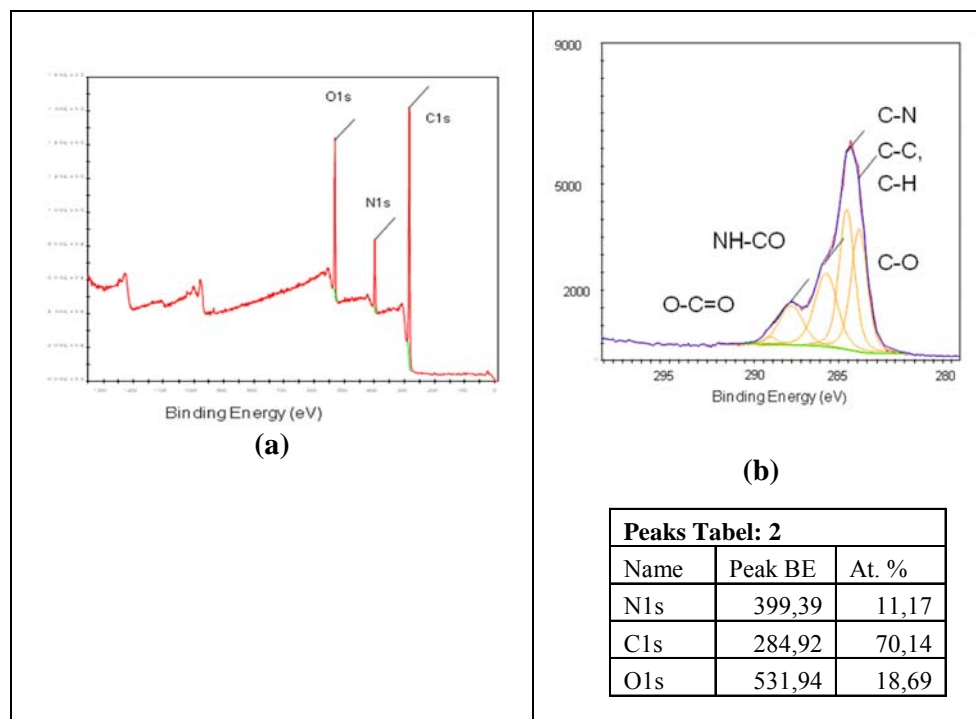 O1s
C1s
N1s
Binding Energy (eV)
(a)
9000
5000
2000
C-N
C-C,
C-H
NH-CO
C-O
O-C=O
295 290 285 280
Binding Energy (eV)
(b)
Peaks Tabel: 2
Name Peak BE At. %
N1s 399,39 11,17
C1s 284,92 70,14
O1s 531,94 18,69